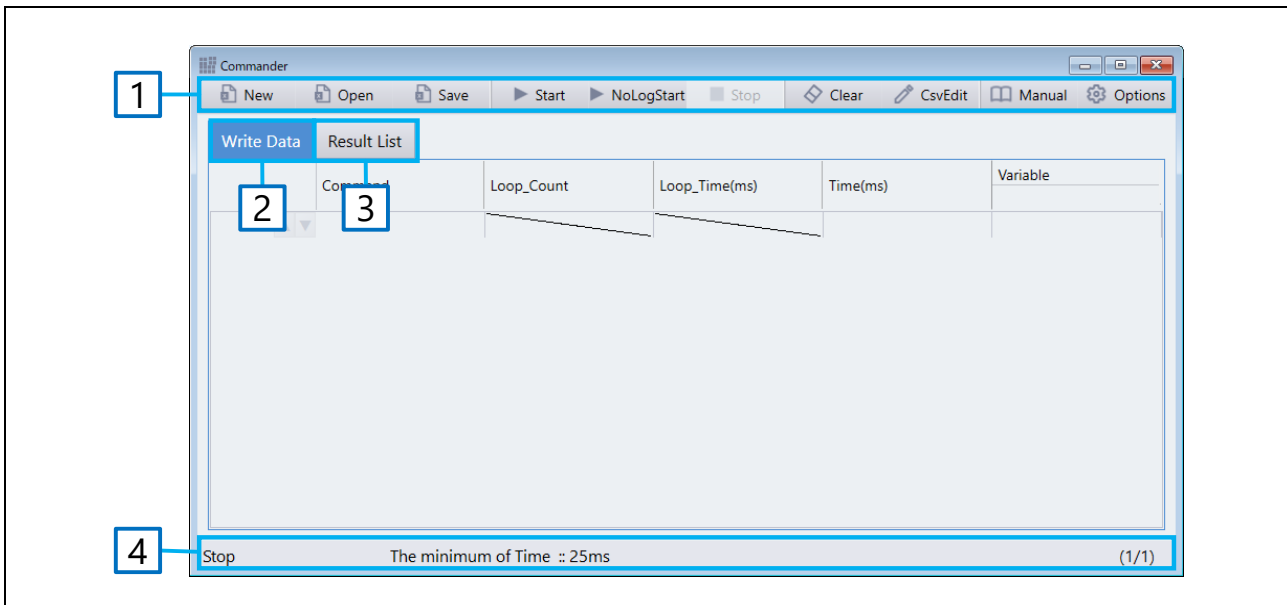 Commander
1
New Open Save Start NoLogStart Stop Clear CsvEdit Manual Options
Write Data Result List
2 3
Loop_Count Loop_Time(ms) Time(ms) Variable
4
Stop The minimum of Time :: 25ms (1/1)